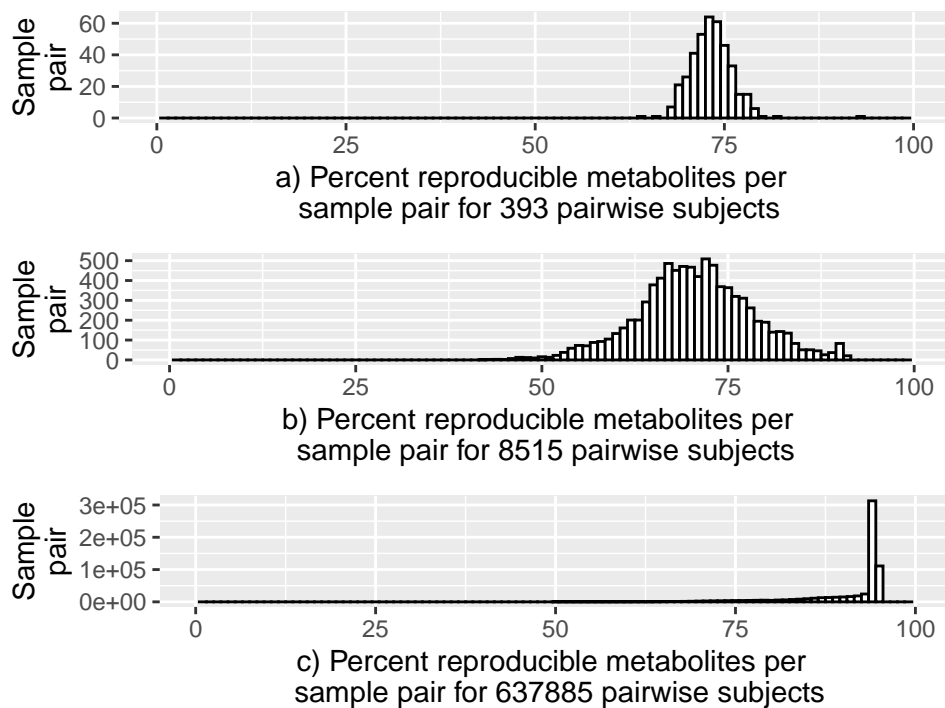 60
40
20
0
Sample
pair
0 25 50 75 100
a) Percent reproducible metabolites per
sample pair for 393 pairwise subjects
500
400
300
200
100
0
Sample
pair
0 25 50 75 100
b) Percent reproducible metabolites per
sample pair for 8515 pairwise subjects
3e+05
2e+05
1e+05
0e+00
Sample
pair
0 25 50 75 100
c) Percent reproducible metabolites per
sample pair for 637885 pairwise subjects